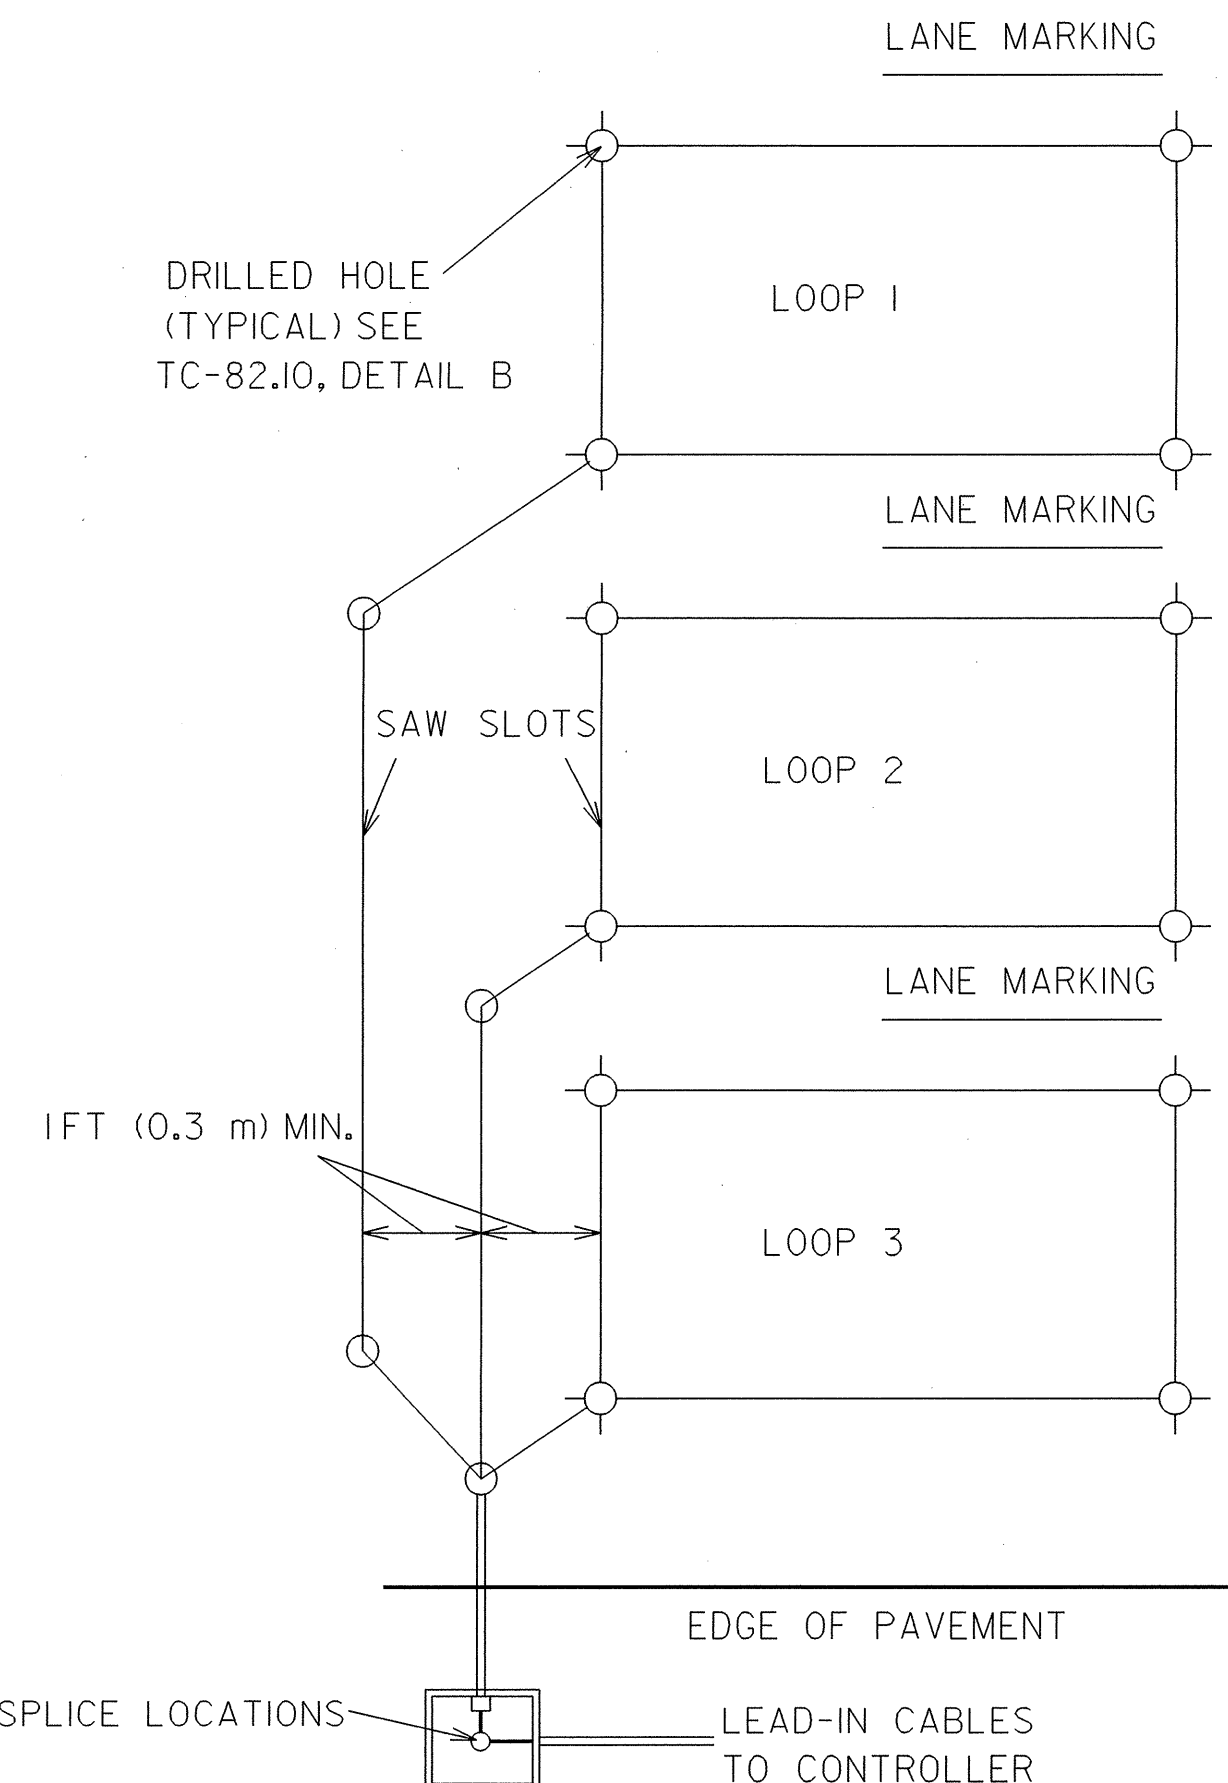 LANE MARKING
DRILLED HOLE
(TYPICAL) SEE
TC-82.10, DETAIL B
LOOP 1
LANE MARKING
SAW SLOTS
LOOP 2
LANE MARKING
1FT (0.3 m) MIN.
LOOP 3
EDGE OF PAVEMENT
SPLICE LOCATIONS
LEAD-IN CABLES
TO CONTROLLER